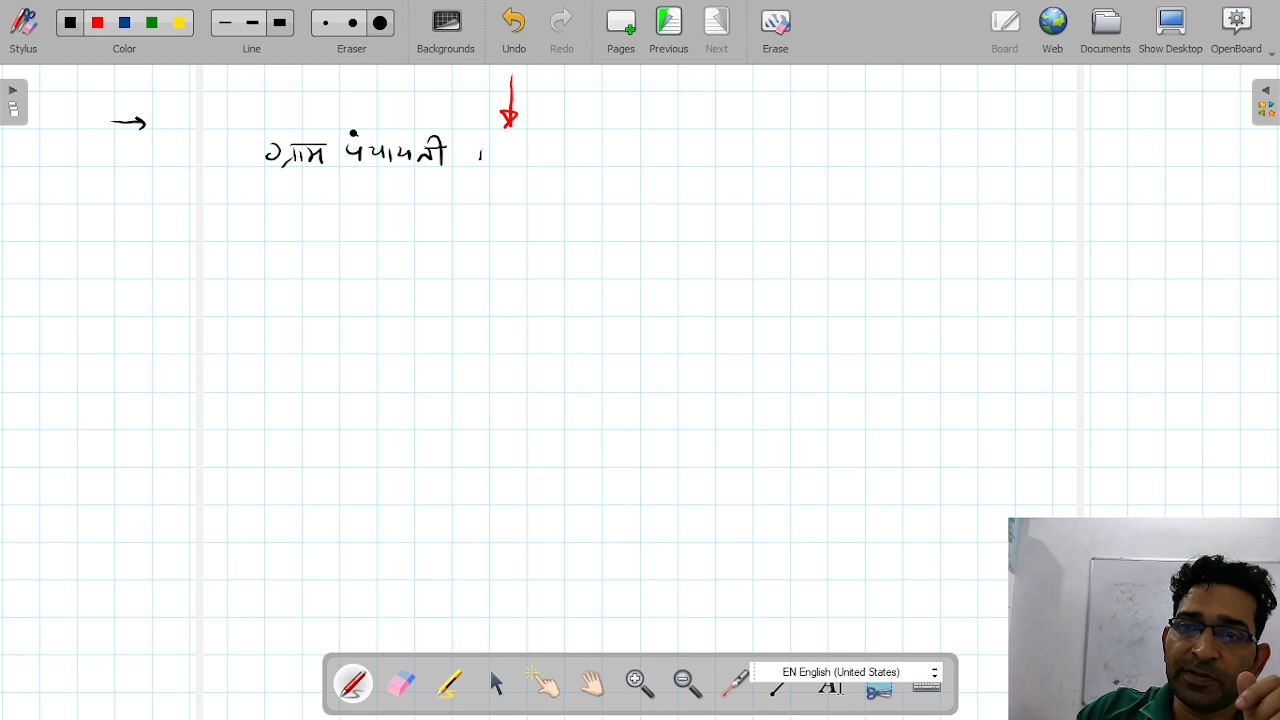 Stylus Color Line Eraser Backgrounds Undo Redo Pages Previous Next Erase Board Web Documents Show Desktop OpenBoard
ग्राम पंचायती ।
EN English (United States)